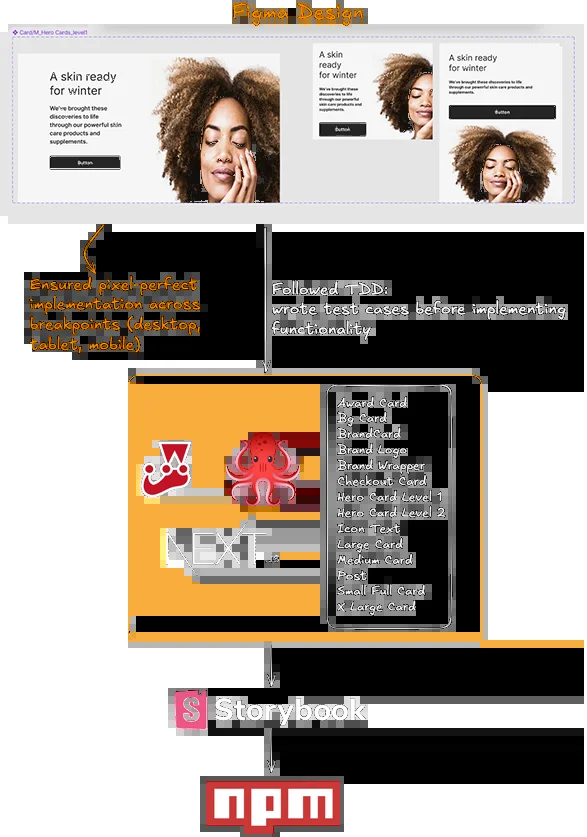 Figma Design
Card/M_Hero Cards_level1
A skin ready
for winter
We've brought these
discoveries to life
through our powerful skin
care products and
supplements.
Button
A skin
ready
for winter
We've brought these
discoveries to life
through our powerful
skin care products and
supplements.
Button
A skin ready
for winter
We've brought these discoveries to life
through our powerful skin care products and
supplements.
Button
Ensured pixel-perfect
implementation across
breakpoints (desktop,
tablet, mobile)
Followed TDD:
wrote test cases before implementing
functionality
Award Card
Bg Card
BrandCard
Brand Logo
Brand Wrapper
Checkout Card
Hero Card Level 1
Hero Card Level 2
Icon Text
Large Card
Medium Card
Post
Small Full Card
X Large Card
NEXT.JS
S Storybook
npm